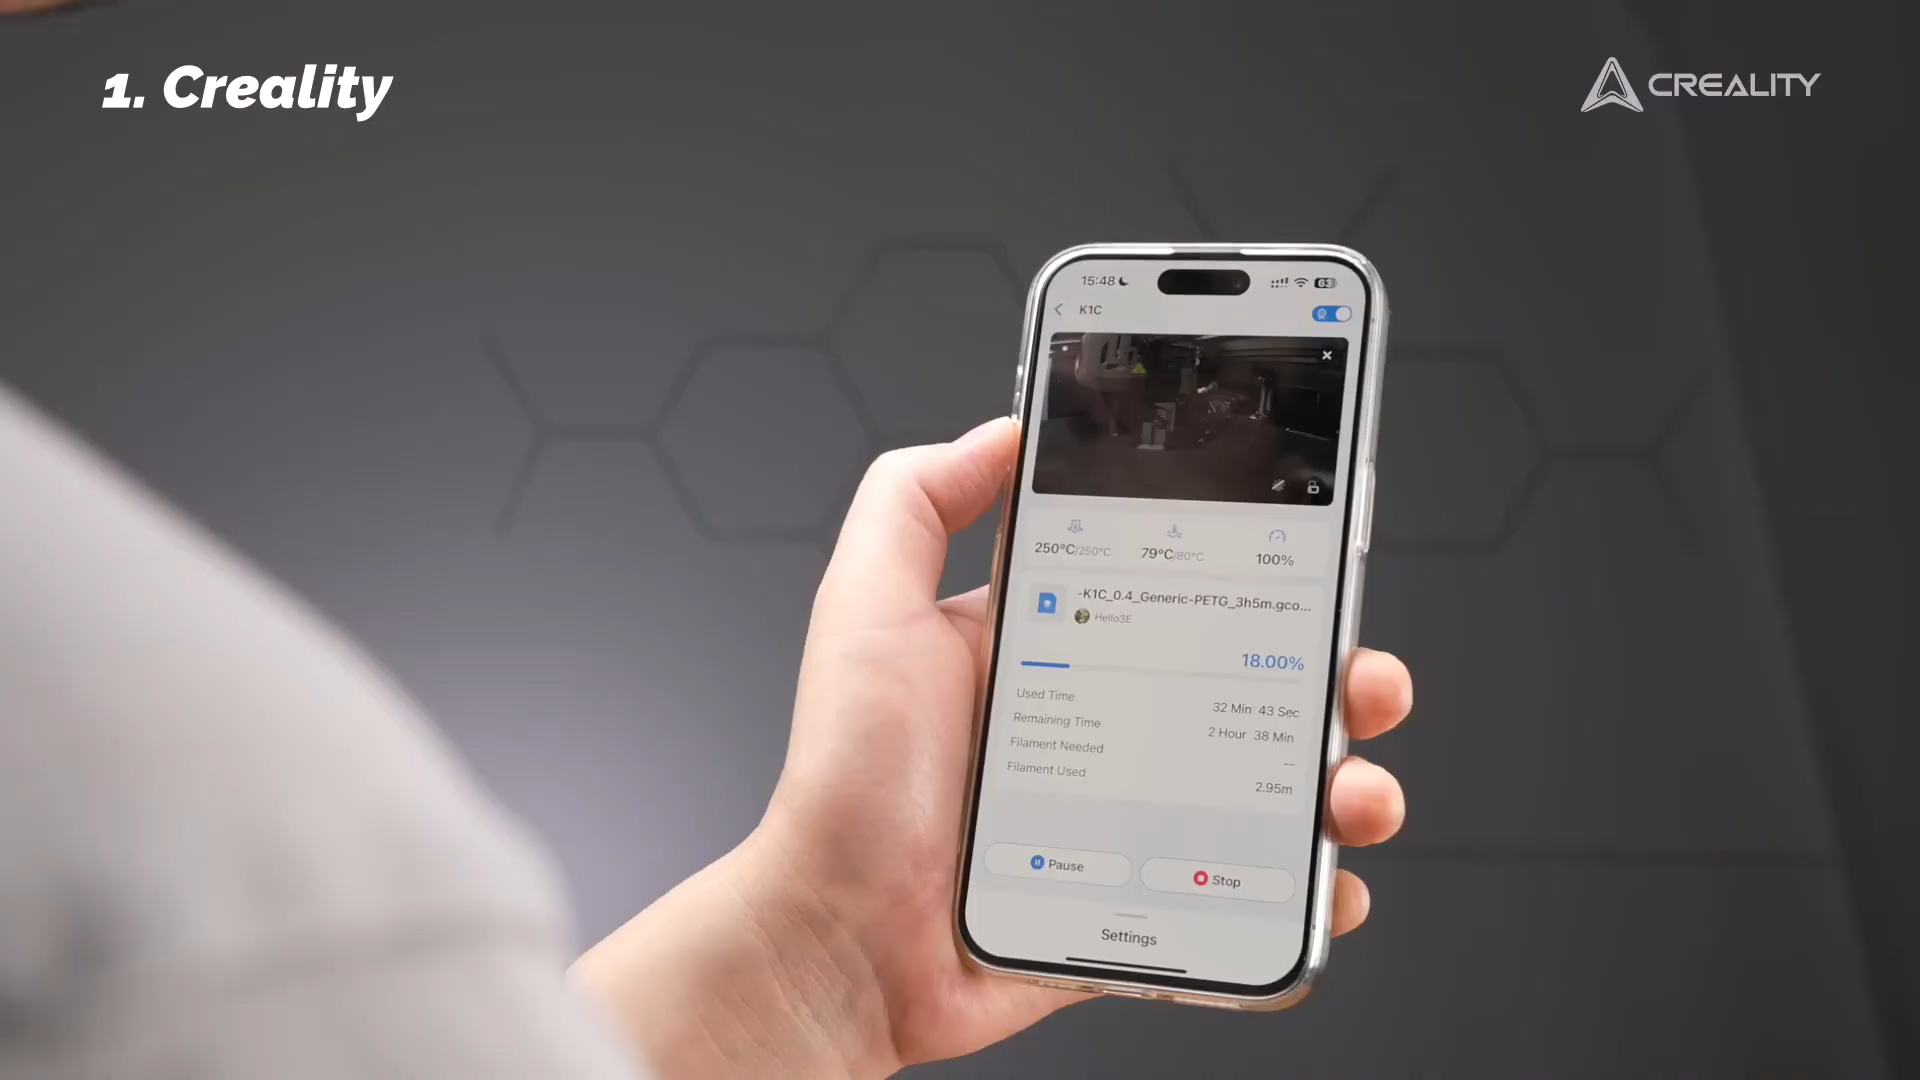 1. Creality
CREALITY
15:48
63
K1C
250°C/250°C
79°C/80°C
100%
-K1C_0.4_Generic-PETG_3h5m.gco...
Hello3E
18.00%
Used Time
32 Min 43 Sec
Remaining Time
2 Hour 38 Min
Filament Needed
--
Filament Used
2.95m
Pause
Stop
Settings